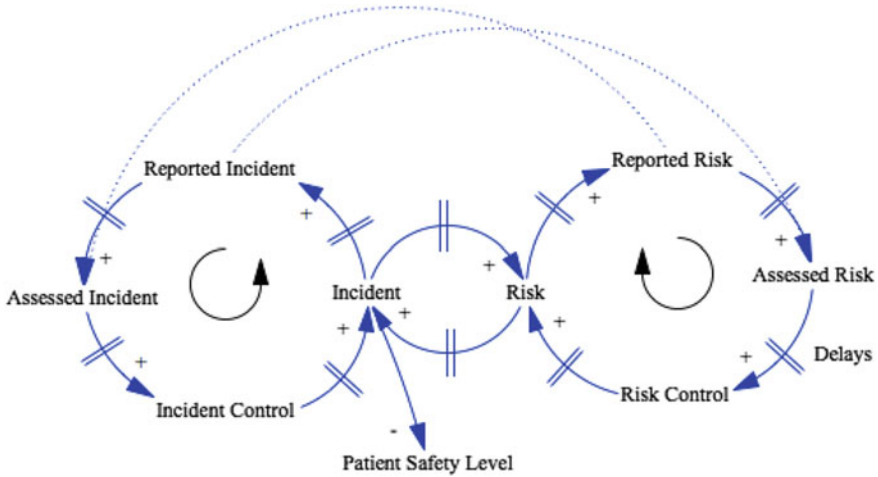 Reported Incident
Reported Risk
+
+
+
+
+
Assessed Incident
Incident
Risk
Assessed Risk
+
+
+
+
+
Delays
Incident Control
Risk Control
-
Patient Safety Level